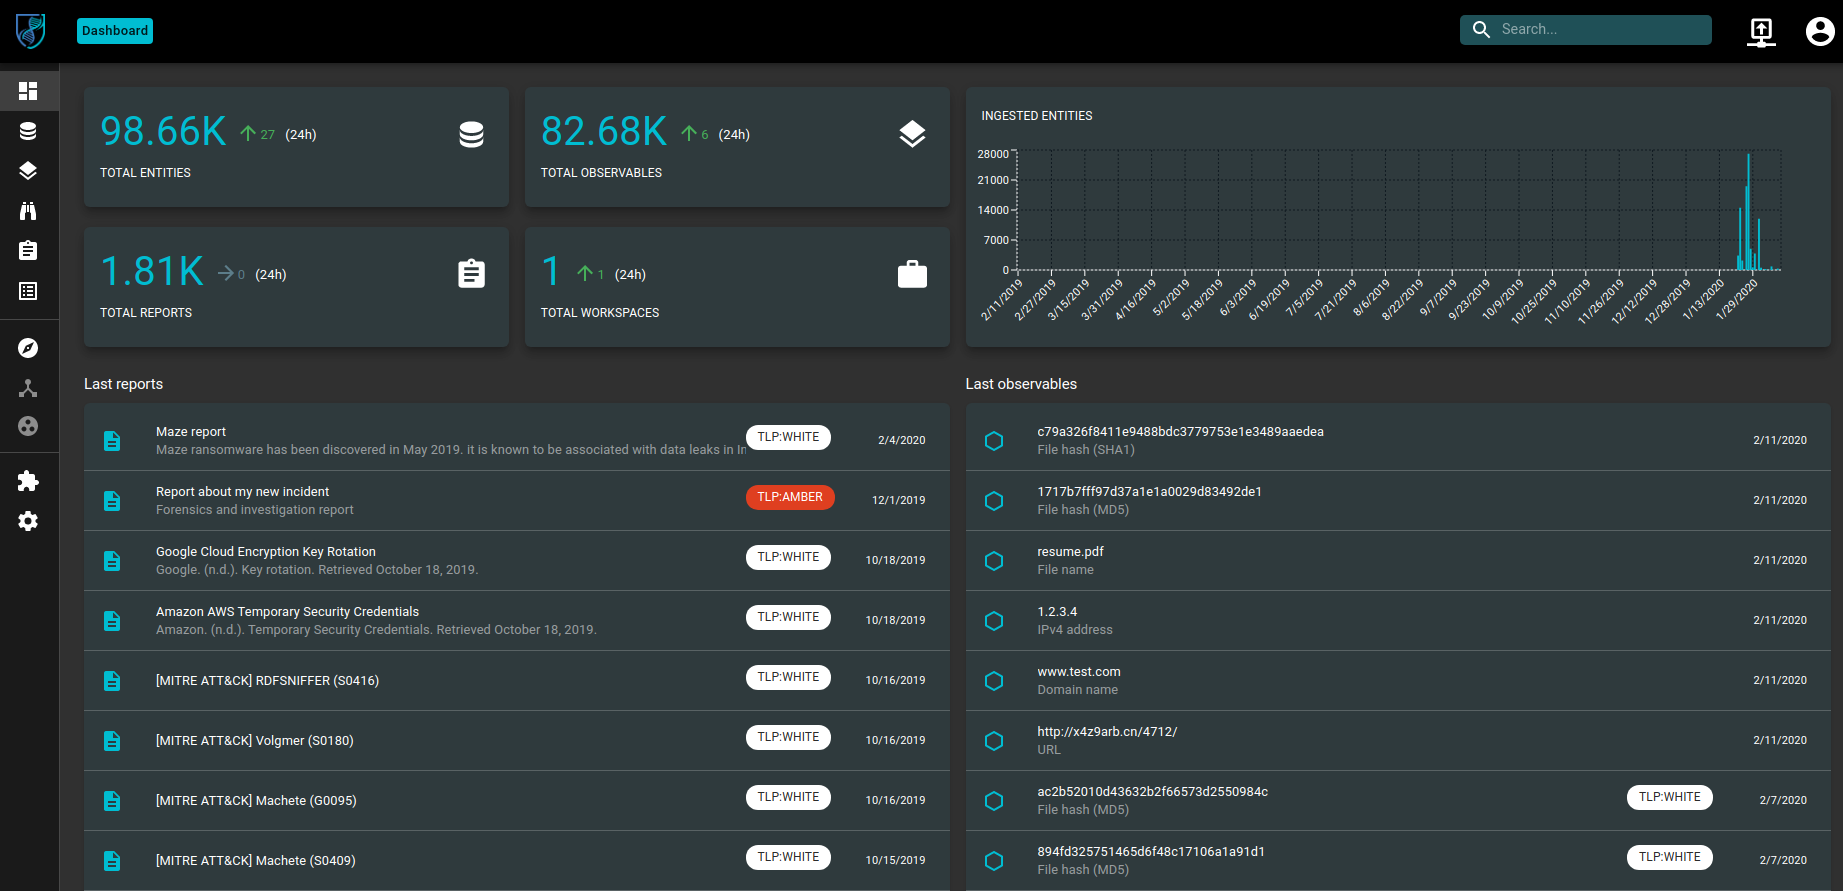 Dashboard
Search...
98.66K
27
(24h)
TOTAL ENTITIES
82.68K
6
(24h)
TOTAL OBSERVABLES
1.81K
0
(24h)
TOTAL REPORTS
1
1
(24h)
TOTAL WORKSPACES
INGESTED ENTITIES
28000
21000
14000
7000
0
2/11/2019
2/27/2019
3/15/2019
3/31/2019
4/16/2019
5/2/2019
5/18/2019
6/3/2019
6/19/2019
7/5/2019
7/21/2019
8/6/2019
8/22/2019
9/7/2019
9/23/2019
10/9/2019
10/25/2019
11/10/2019
11/26/2019
12/12/2019
12/28/2019
1/13/2020
1/29/2020
Last reports
Maze report
Maze ransomware has been discovered in May 2019. it is known to be associated with data leaks in In
TLP:WHITE
2/4/2020
Report about my new incident
Forensics and investigation report
TLP:AMBER
12/1/2019
Google Cloud Encryption Key Rotation
Google. (n.d.). Key rotation. Retrieved October 18, 2019.
TLP:WHITE
10/18/2019
Amazon AWS Temporary Security Credentials
Amazon. (n.d.). Temporary Security Credentials. Retrieved October 18, 2019.
TLP:WHITE
10/18/2019
[MITRE ATT&CK] RDFSNIFFER (S0416)
TLP:WHITE
10/16/2019
[MITRE ATT&CK] Volgmer (S0180)
TLP:WHITE
10/16/2019
[MITRE ATT&CK] Machete (G0095)
TLP:WHITE
10/16/2019
[MITRE ATT&CK] Machete (S0409)
TLP:WHITE
10/15/2019
Last observables
c79a326f8411e9488bdc3779753e1e3489aaedea
File hash (SHA1)
2/11/2020
1717b7fff97d37a1e1a0029d83492de1
File hash (MD5)
2/11/2020
resume.pdf
File name
2/11/2020
1.2.3.4
IPv4 address
2/11/2020
www.test.com
Domain name
2/11/2020
http://x4z9arb.cn/4712/
URL
2/11/2020
ac2b52010d43632b2f66573d2550984c
File hash (MD5)
TLP:WHITE
2/7/2020
894fd325751465d6f48c17106a1a91d1
File hash (MD5)
TLP:WHITE
2/7/2020